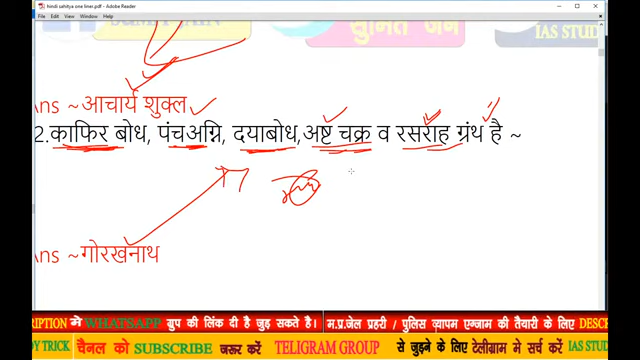 hindi sahitya one liner.pdf - Adobe Reader
File Edit View Window Help
IAS STUD
Ans ~आचार्य शुक्ल
2.काफिर बोध, पंचअग्नि, दयाबोध,अष्ट चक्र व रसराह ग्रंथ है ~
Ans ~गोरखनाथ
RIPTION मे WHATSAPP ग्रुप की लिंक दी है जुड़ सकते है! म.प्र.जेल प्रहरी / पुलिस व्यापम एग्जाम की तैयारी के लिए DESC
DY TRICK चैनल को SUBSCRIBE जरूर करें TELIGRAM GROUP से जुड़ने के लिए टेलीग्राम मे सर्च करें IAS STUD